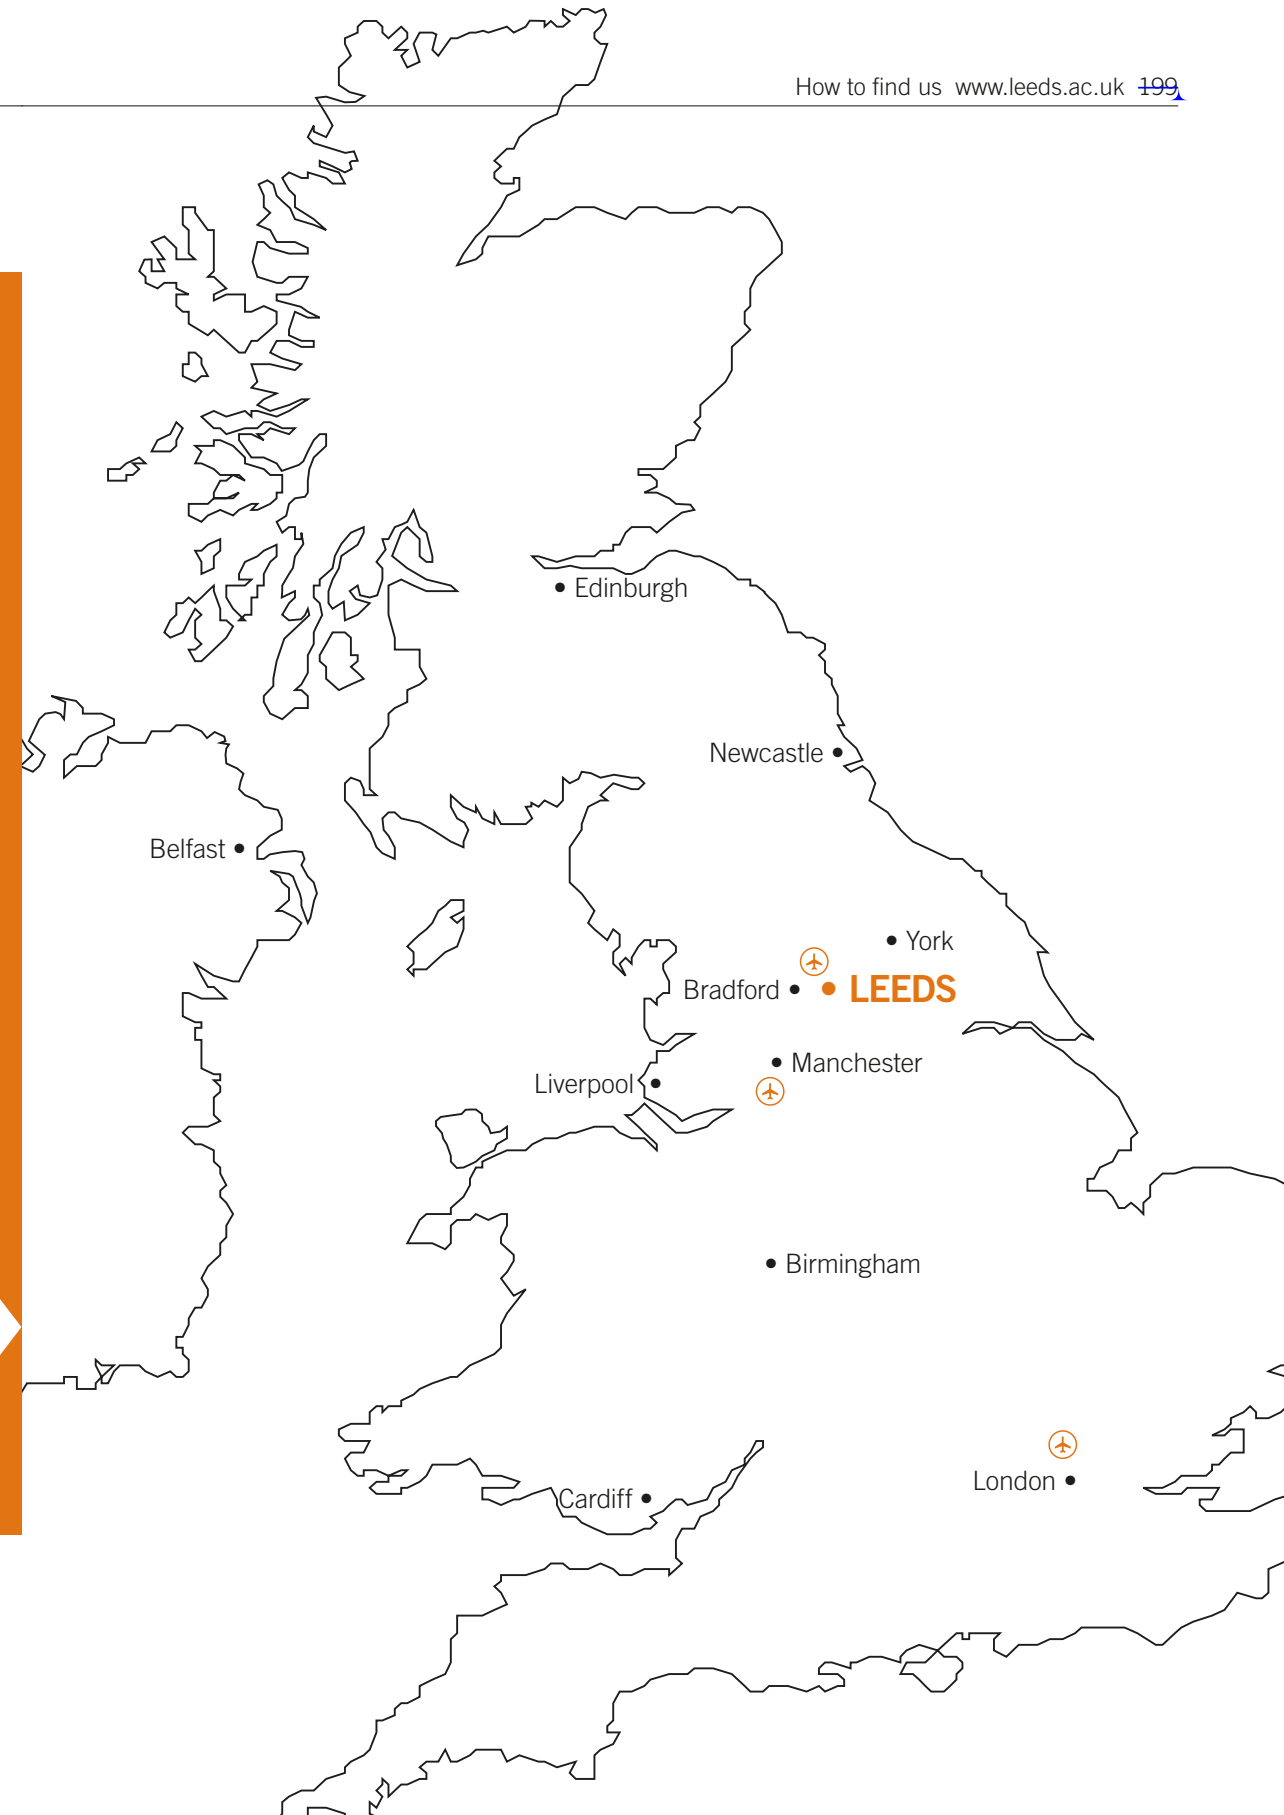 How to find us www.leeds.ac.uk 199
Edinburgh
Newcastle
Belfast
York
Bradford
LEEDS
Manchester
Liverpool
Birmingham
London
Cardiff